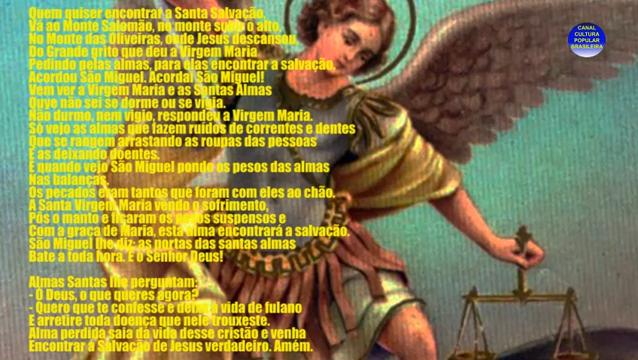 Quem quiser encontrar a Santa Salvação,
Vá ao Monte Salomão, no monte suba o alto,
No Monte das Oliveiras, onde Jesus descansou
Do Grande grito que deu a Virgem Maria
Pedindo pelas almas, para elas encontrar a salvação,
Acordou São Miguel. Acordai São Miguel!
Vem ver a Virgem Maria e as Santas Almas
Ouve não sei se dorme ou se vigia.
Não durmo, nem vigio, respondeu a Virgem Maria.
Só vejo as almas que fazem ruídos de correntes e dentes
Que se rangem arrastando as roupas das pessoas
E as deixando doentes.
E quando vejo São Miguel pondo os pesos das almas
Nas balanças,
Os pecados eram tantos que foram com eles ao chão.
A Santa Virgem Maria vendo o sofrimento,
Pôs o manto e ficaram os pesos suspensos e
Com a graça de Maria, esta alma encontrará a salvação.
São Miguel lhe diz: as portas das santas almas
Bate a toda hora. É o Senhor Deus!
Almas Santas lhe perguntam:
- Ó Deus, o que queres agora?
- Quero que te confesse e deixe a vida de fulano
E arretire toda doença que nele trouxeste.
Alma perdida saia da vida desse cristão e venha
Encontrar a Salvação de Jesus verdadeiro. Amém.
CANAL
CULTURA
POPULAR
BRASILEIRA